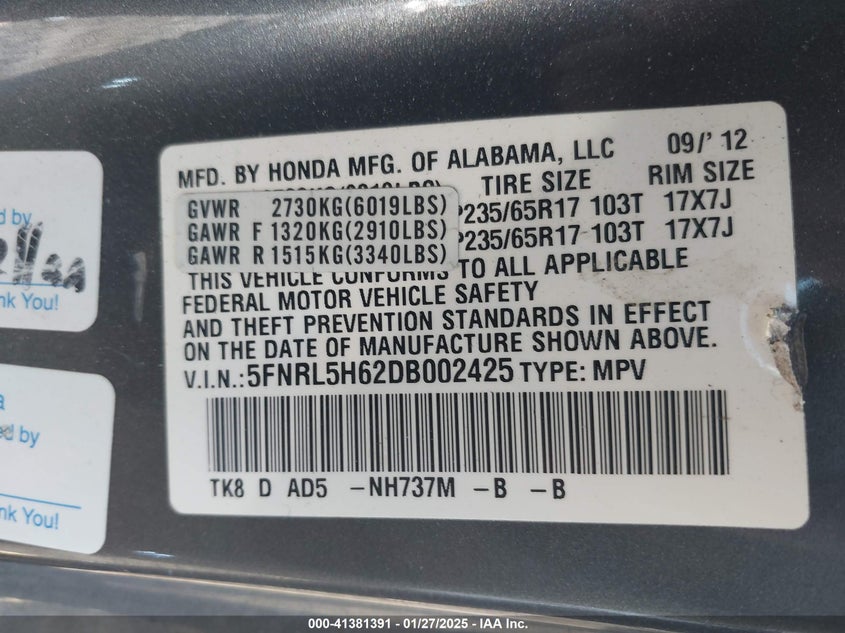 MFD. BY HONDA MFG. OF ALABAMA, LLC 09/'12
TIRE SIZE RIM SIZE
GVWR 2730KG(6019LBS)
P235/65R17 103T 17X7J
GAWR F 1320KG(2910LBS)
P235/65R17 103T 17X7J
GAWR R 1515KG(3340LBS)
THIS VEHICLE CONFORMS TO ALL APPLICABLE
FEDERAL MOTOR VEHICLE SAFETY
AND THEFT PREVENTION STANDARDS IN EFFECT
ON THE DATE OF MANUFACTURE SHOWN ABOVE.
V.I.N.:5FNRL5H62DB002425 TYPE: MPV
TK8 D AD5 -NH737M -B -B
d by
nk You!
a
ed by
nk You!
000-41381391 - 01/27/2025 - IAA Inc.